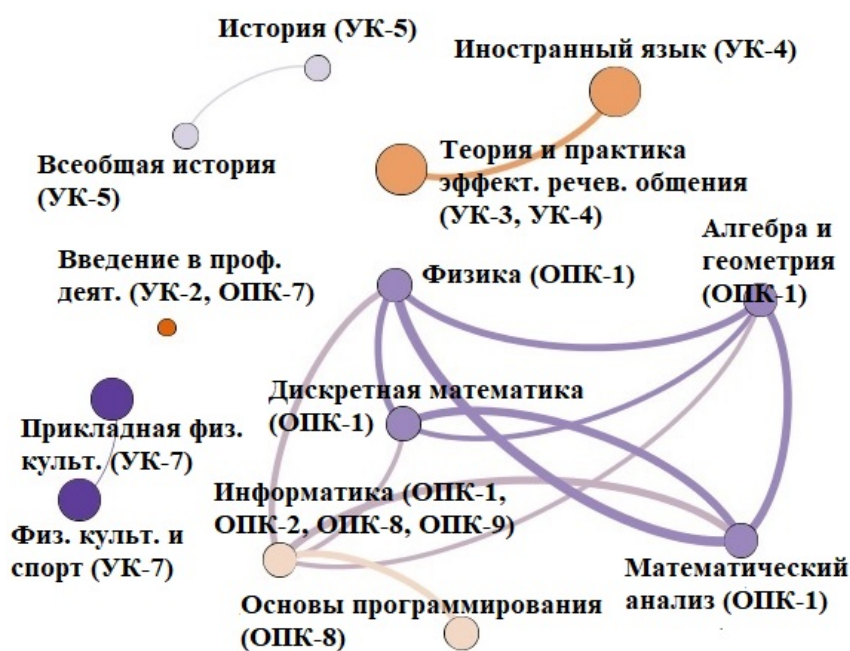 История (УК-5)
Иностранный язык (УК-4)
Всеобщая история
(УК-5)
Теория и практика
эффект. речев. общения
(УК-3, УК-4)
Алгебра и
геометрия
(ОПК-1)
Введение в проф.
деят. (УК-2, ОПК-7)
Физика (ОПК-1)
Дискретная математика
(ОПК-1)
Прикладная физ.
культ. (УК-7)
Информатика (ОПК-1,
ОПК-2, ОПК-8, ОПК-9)
Физ. культ. и
спорт (УК-7)
Математический
анализ (ОПК-1)
Основы программирования
(ОПК-8)